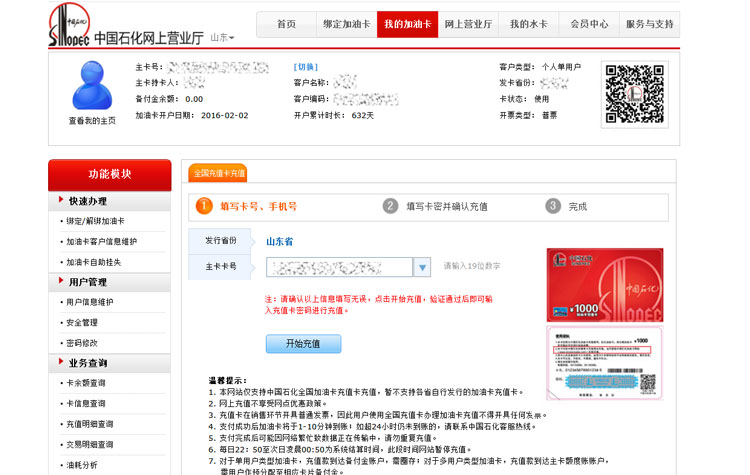 SINOPEC 中国石化网上营业厅 山东
首页 绑定加油卡 我的加油卡 网上营业厅 我的水卡 会员中心 服务与支持
主卡号： [切换] 客户类型： 个人单用户
主卡持卡人： 客户名称： 发卡省份：
备付金余额： 0.00 客户编码： 卡状态： 使用
加油卡开户日期： 2016-02-02 开户累计时长： 632天 开票类型： 普票
查看我的主页
功能模块
快速办理
• 绑定/解绑加油卡
• 加油卡客户信息维护
• 加油卡自助挂失
用户管理
• 用户信息维护
• 安全管理
• 密码修改
业务查询
• 卡余额查询
• 卡信息查询
• 充值明细查询
• 交易明细查询
• 油耗分析
全国充值卡充值
1 填写卡号、手机号 2 填写卡密并确认充值 3 完成
发行省份 山东省
主卡卡号 请输入19位数字
注：请确认以上信息填写无误，点击开始充值，验证通过后即可输
入充值卡密码进行充值。
开始充值
中国石化
¥1000
SINOPEC
¥1000
温馨提示：
1. 本网站仅支持中国石化全国加油卡充值卡充值，暂不支持各省自行发行的加油卡充值卡。
2. 网上充值不享受网点优惠政策。
3. 充值卡在销售环节并具普通发票，因此用户使用全国充值卡办理加油卡充值不得开具任何发票。
4. 支付成功后加油卡将于1-10分钟到账！如超24小时仍未到账的，请联系中国石化客服热线。
5. 支付完成后可能因网络繁忙款数据正在传输中，请勿重复充值。
6. 每日22：50至次日凌晨00:50为系统结算时间，此段时间网站暂停充值。
7. 对于单用户类型加油卡，充值款到达备付金账户，需圈存；对于多用户类型加油卡，充值款到达主卡额度账账户，
需用户作持分配至相应卡片备付金。